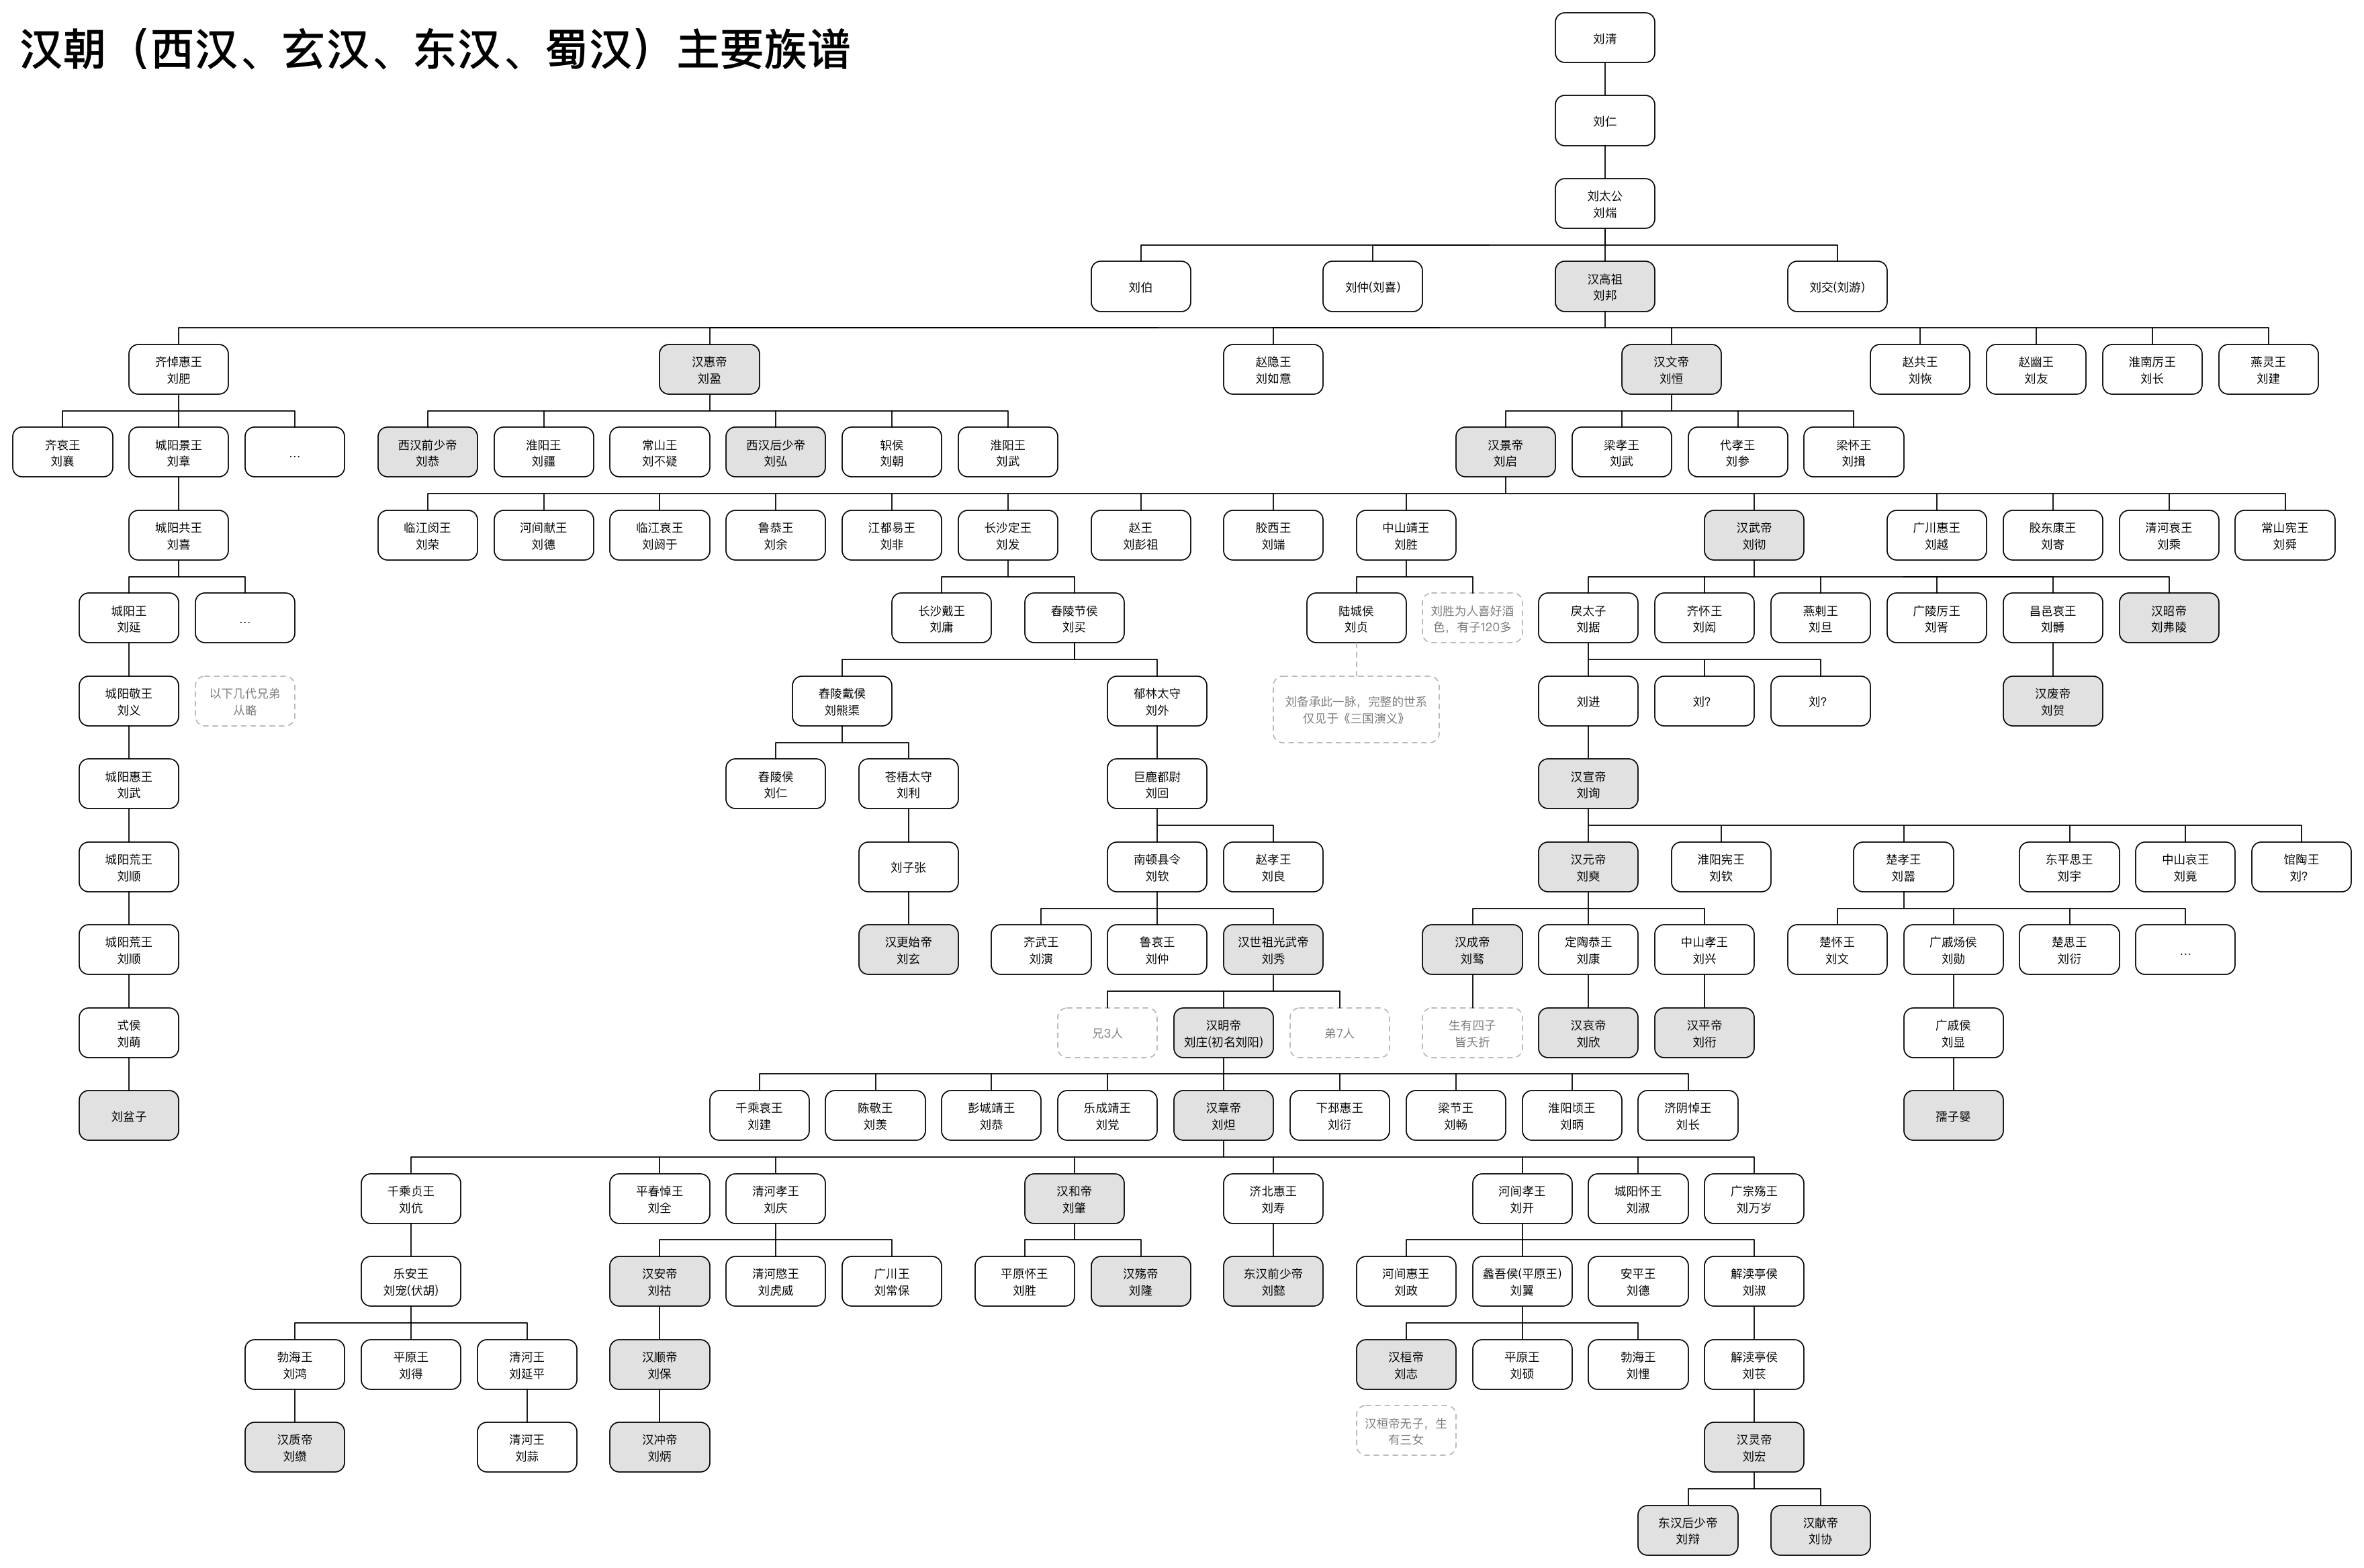 汉朝（西汉、玄汉、东汉、蜀汉）主要族谱
刘清
刘仁
刘太公
刘煓
刘伯
刘仲(刘喜)
汉高祖
刘邦
刘交(刘游)
齐悼惠王
刘肥
汉惠帝
刘盈
赵隐王
刘如意
汉文帝
刘恒
赵共王
刘恢
赵幽王
刘友
淮南厉王
刘长
燕灵王
刘建
齐哀王
刘襄
城阳景王
刘章
...
西汉前少帝
刘恭
淮阳王
刘疆
常山王
刘不疑
西汉后少帝
刘弘
轵侯
刘朝
淮阳王
刘武
汉景帝
刘启
梁孝王
刘武
代孝王
刘参
梁怀王
刘揖
城阳共王
刘喜
临江闵王
刘荣
河间献王
刘德
临江哀王
刘阏于
鲁恭王
刘余
江都易王
刘非
长沙定王
刘发
赵王
刘彭祖
胶西王
刘端
中山靖王
刘胜
汉武帝
刘彻
广川惠王
刘越
胶东康王
刘寄
清河哀王
刘乘
常山宪王
刘舜
城阳王
刘延
...
长沙戴王
刘庸
舂陵节侯
刘买
陆城侯
刘贞
刘胜为人喜好酒
色，有子120多
戾太子
刘据
齐怀王
刘闳
燕剌王
刘旦
广陵厉王
刘胥
昌邑哀王
刘髆
汉昭帝
刘弗陵
城阳敬王
刘义
以下几代兄弟
从略
舂陵戴侯
刘熊渠
郁林太守
刘外
刘备承此一脉，完整的世系
仅见于《三国演义》
刘进
刘?
刘?
汉废帝
刘贺
城阳惠王
刘武
舂陵侯
刘仁
苍梧太守
刘利
巨鹿都尉
刘回
汉宣帝
刘询
城阳荒王
刘顺
刘子张
南顿县令
刘钦
赵孝王
刘良
汉元帝
刘奭
淮阳宪王
刘钦
楚孝王
刘嚣
东平思王
刘宇
中山哀王
刘竟
馆陶王
刘?
城阳荒王
刘顺
汉更始帝
刘玄
齐武王
刘演
鲁哀王
刘仲
汉世祖光武帝
刘秀
汉成帝
刘骜
定陶恭王
刘康
中山孝王
刘兴
楚怀王
刘文
广戚炀侯
刘勋
楚思王
刘衍
...
式侯
刘萌
兄3人
汉明帝
刘庄(初名刘阳)
弟7人
生有四子
皆夭折
汉哀帝
刘欣
汉平帝
刘衎
广戚侯
刘显
刘盆子
千乘哀王
刘建
陈敬王
刘羡
彭城靖王
刘恭
乐成靖王
刘党
汉章帝
刘炟
下邳惠王
刘衍
梁节王
刘畅
淮阳顷王
刘昞
济阴悼王
刘长
孺子婴
千乘贞王
刘伉
平春悼王
刘全
清河孝王
刘庆
汉和帝
刘肇
济北惠王
刘寿
河间孝王
刘开
城阳怀王
刘淑
广宗殇王
刘万岁
乐安王
刘宠(伏胡)
汉安帝
刘祜
清河愍王
刘虎威
广川王
刘常保
平原怀王
刘胜
汉殇帝
刘隆
东汉前少帝
刘懿
河间惠王
刘政
蠡吾侯(平原王)
刘翼
安平王
刘德
解渎亭侯
刘淑
勃海王
刘鸿
平原王
刘得
清河王
刘延平
汉顺帝
刘保
汉桓帝
刘志
平原王
刘硕
勃海王
刘悝
解渎亭侯
刘苌
汉质帝
刘缵
清河王
刘蒜
汉冲帝
刘炳
汉桓帝无子，生
有三女
汉灵帝
刘宏
东汉后少帝
刘辩
汉献帝
刘协